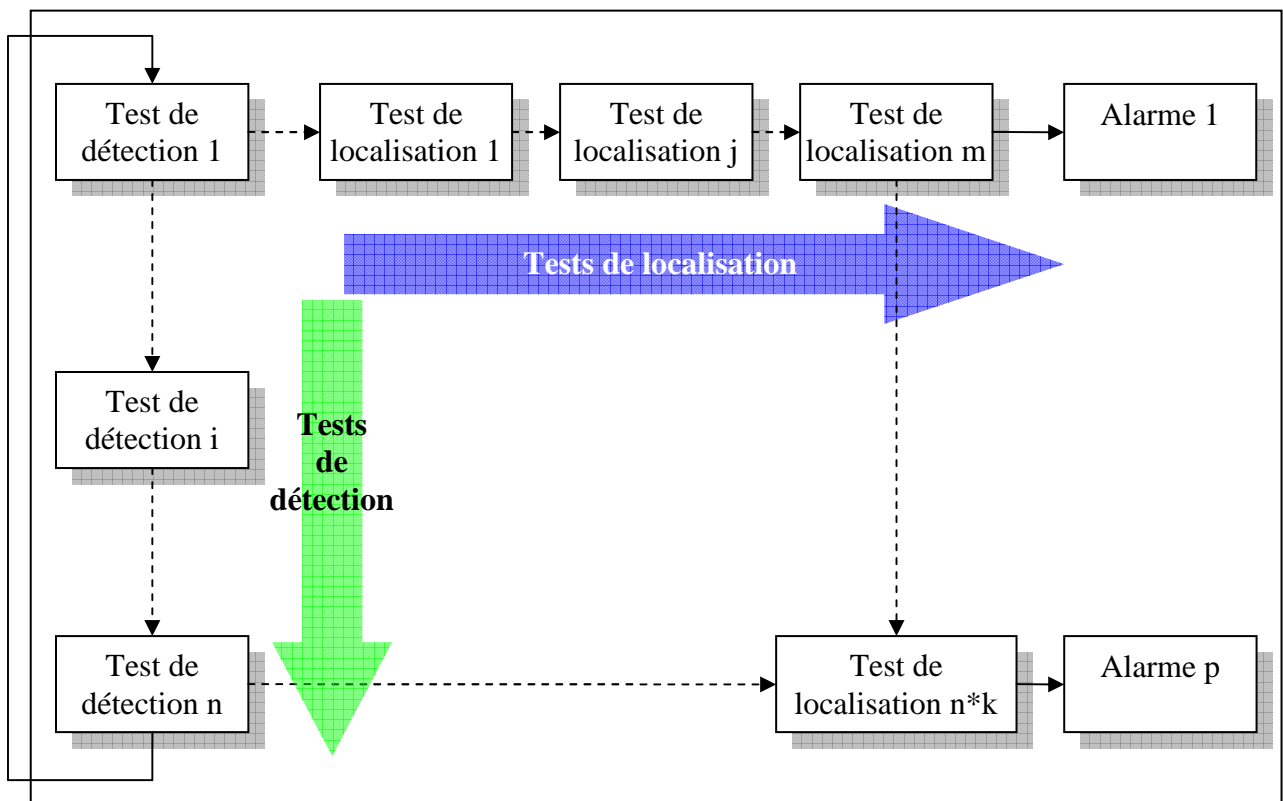 Test de
détection 1
Test de
localisation 1
Test de
localisation j
Test de
localisation m
Alarme 1
Tests de localisation
Test de
détection i
Tests
de
détection
Test de
détection n
Test de
localisation n*k
Alarme p